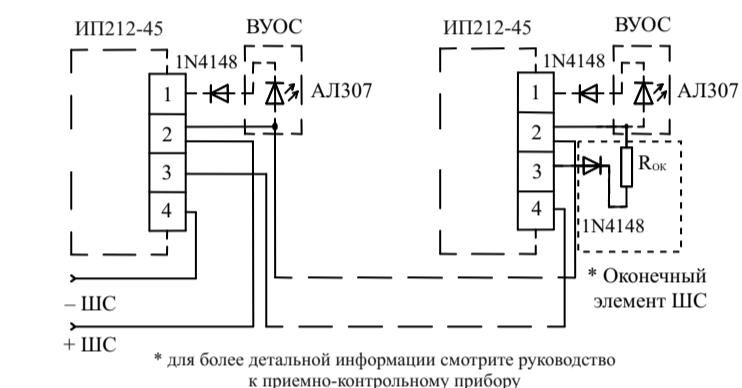 ИП212-45
ВУОС
1N4148
АЛ307
1
2
3
4
– ШС
+ ШС
ИП212-45
ВУОС
1N4148
АЛ307
1
2
3
4
Rок
1N4148
* Оконечный
элемент ШС
* для более детальной информации смотрите руководство
к приемно-контрольному прибору